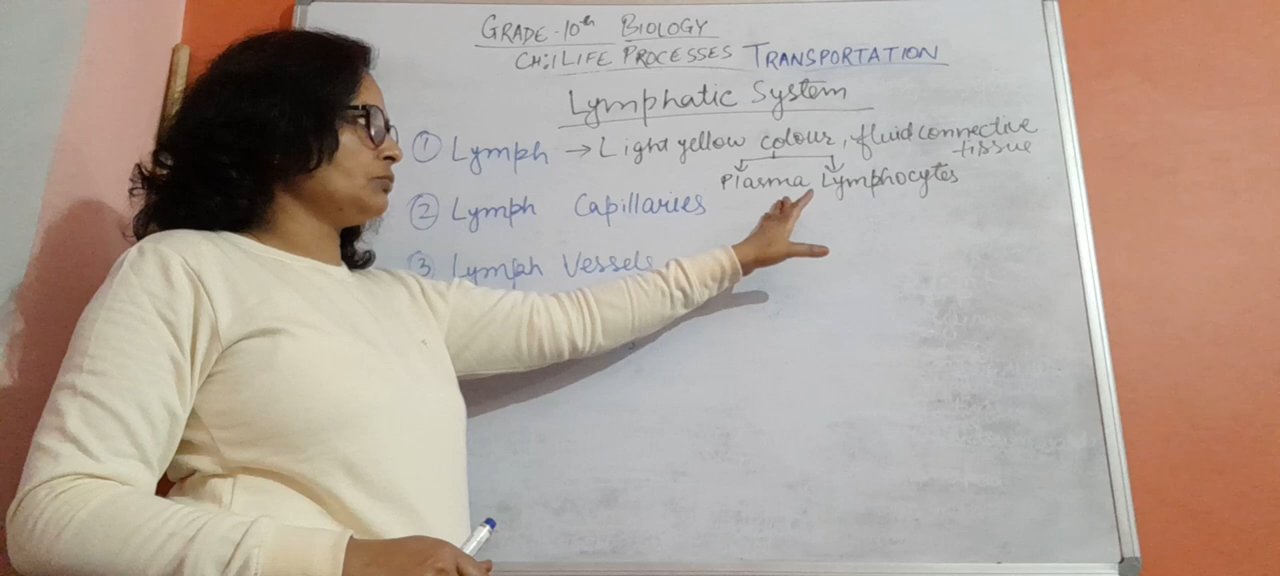 GRADE-10th BIOLOGY
CH:1 LIFE PROCESSES TRANSPORTATION
Lymphatic System
① Lymph → Light yellow colour, fluid connective tissue
Plasma Lymphocytes
② Lymph Capillaries
③ Lymph Vessels